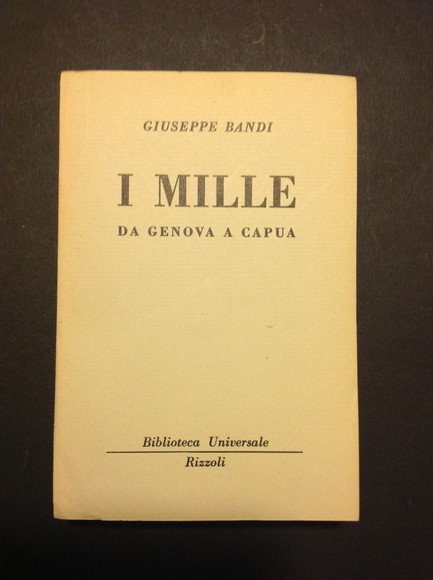 GIUSEPPE BANDI
I MILLE
DA GENOVA A CAPUA
Biblioteca Universale
Rizzoli